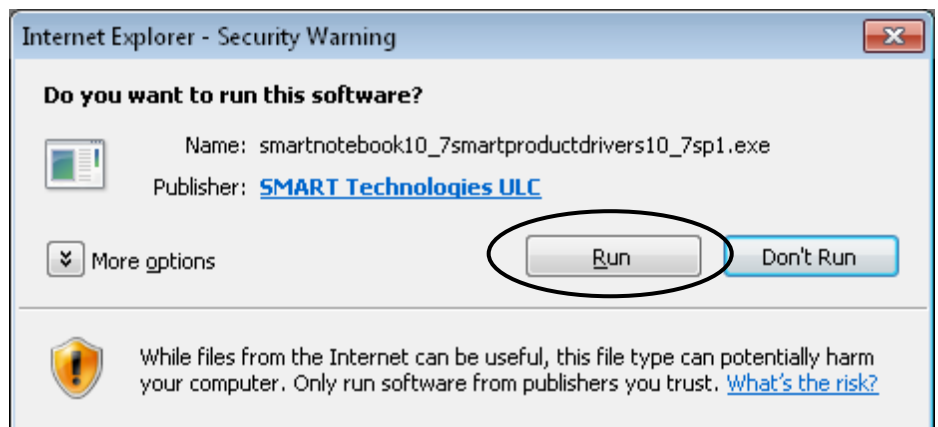 Internet Explorer - Security Warning
Do you want to run this software?
Name: smartnotebook10_7smartproductdrivers10_7sp1.exe
Publisher: SMART Technologies ULC
More options
Run
Don't Run
While files from the Internet can be useful, this file type can potentially harm
your computer. Only run software from publishers you trust. What's the risk?